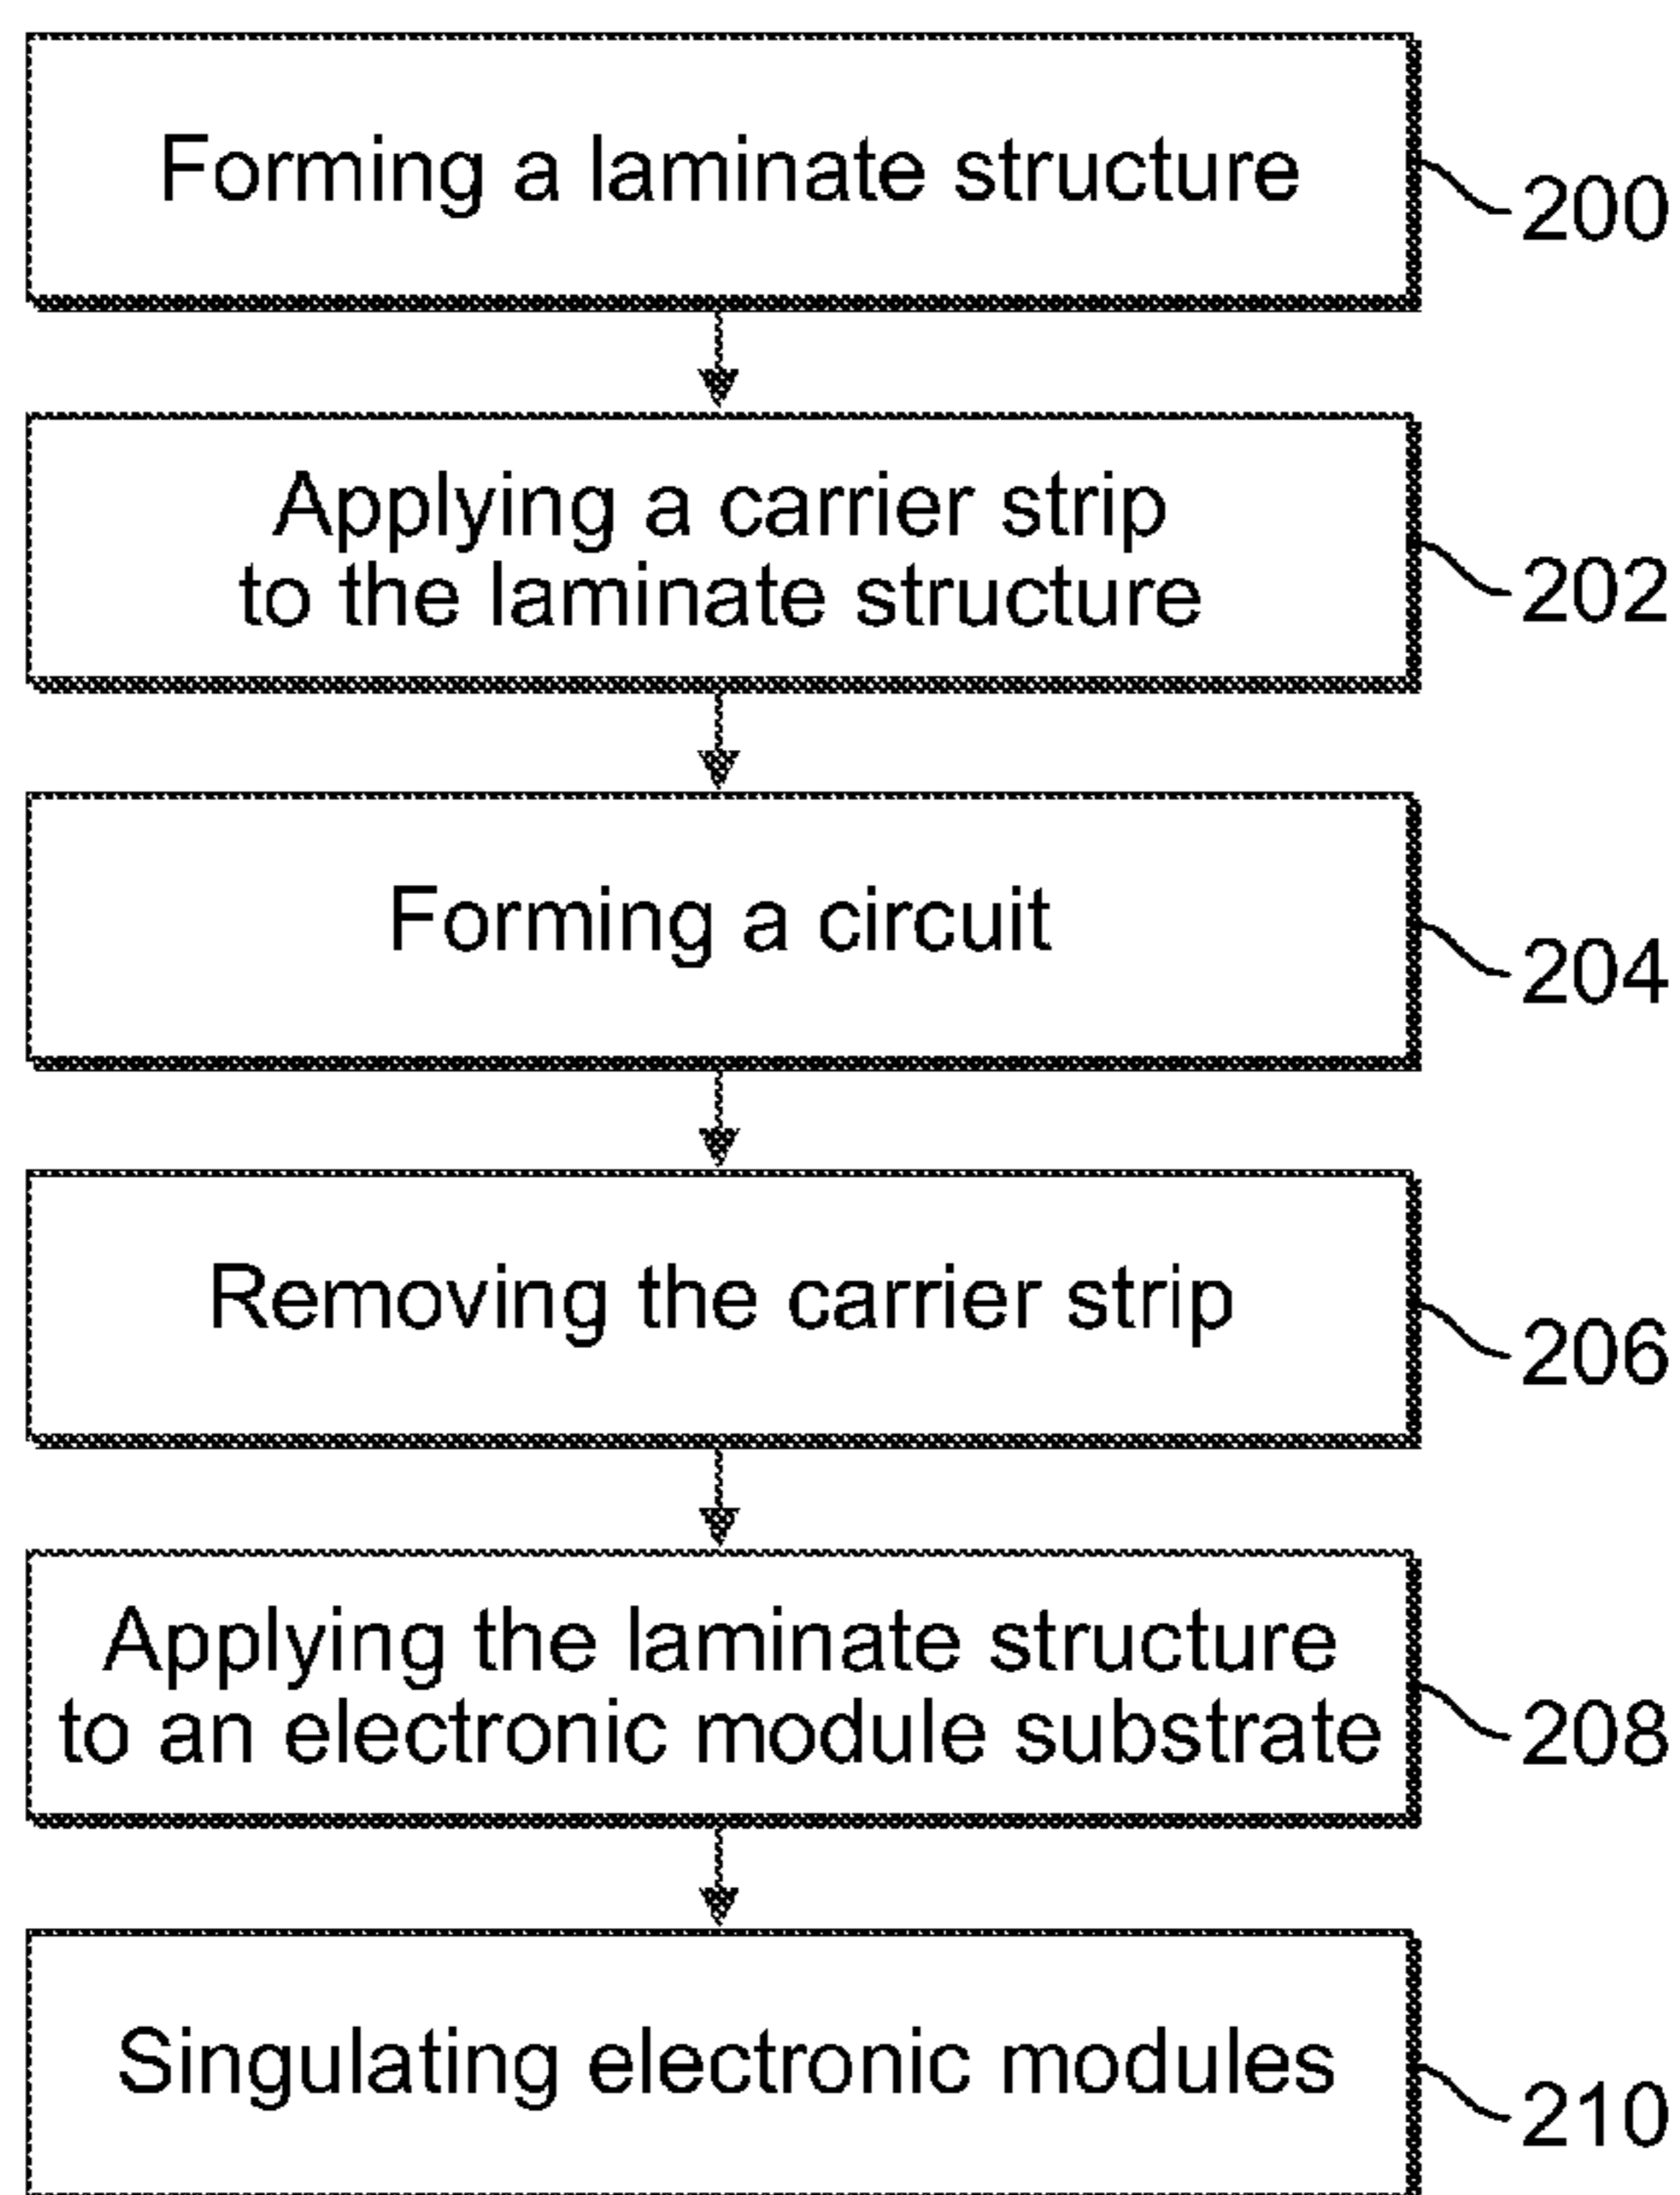 Forming a laminate structure
200
Applying a carrier strip
to the laminate structure
202
Forming a circuit
204
Removing the carrier strip
206
Applying the laminate structure
to an electronic module substrate
208
Singulating electronic modules
210